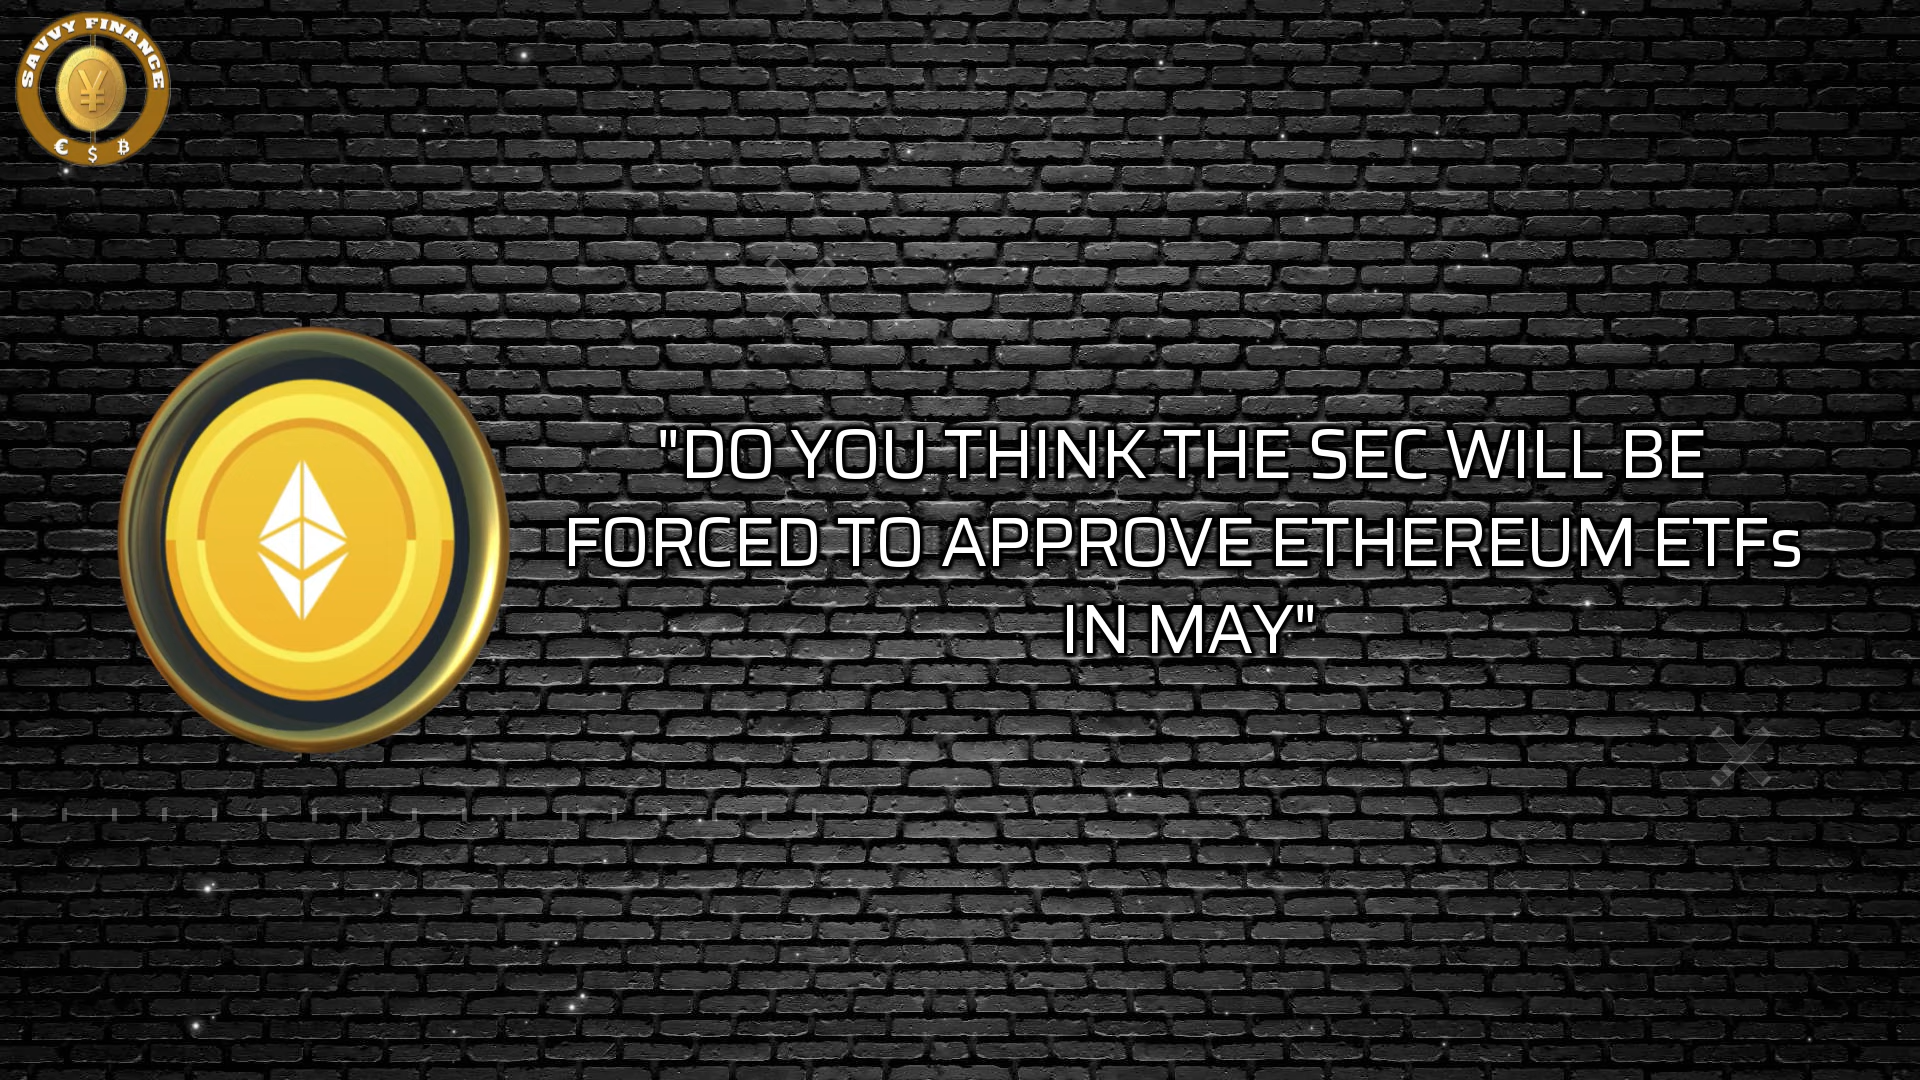 SAVVY FINANCE
¥
€ $ ₿
"DO YOU THINK THE SEC WILL BE
FORCED TO APPROVE ETHEREUM ETFs
IN MAY"